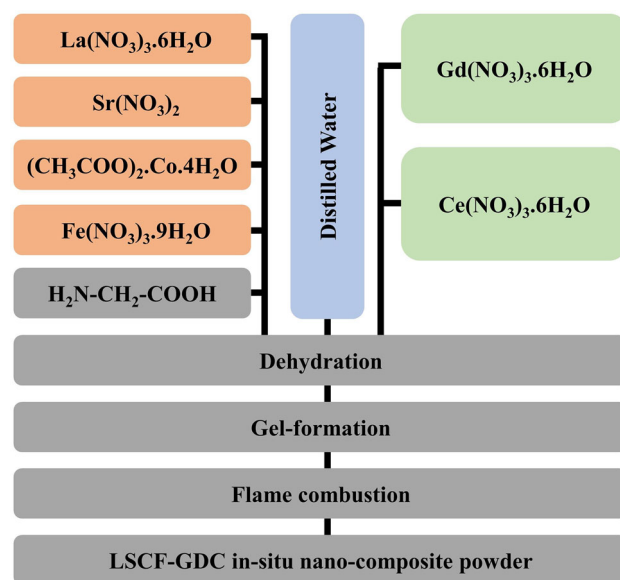 La(NO₃)₃.6H₂O
Sr(NO₃)₂
(CH₃COO)₂.Co.4H₂O
Fe(NO₃)₃.9H₂O
H₂N-CH₂-COOH
Distilled Water
Gd(NO₃)₃.6H₂O
Ce(NO₃)₃.6H₂O
Dehydration
Gel-formation
Flame combustion
LSCF-GDC in-situ nano-composite powder